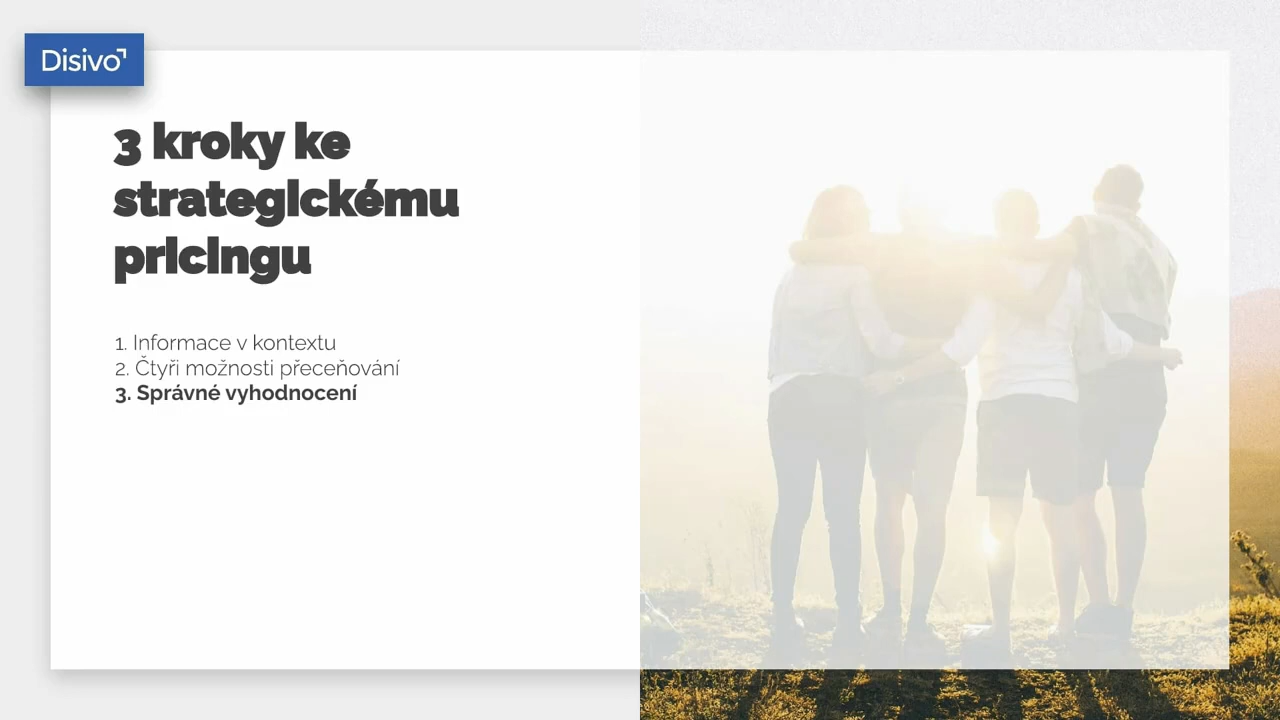 Disivo
3 kroky ke
strategickému
pricingu
1. Informace v kontextu
2. Čtyři možnosti přeceňování
3. Správné vyhodnocení